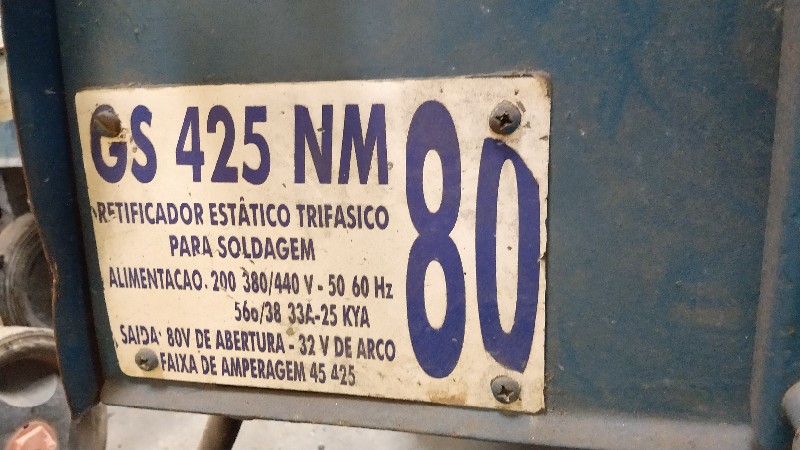 GS 425 NM
80
RETIFICADOR ESTÂTICO TRIFASICO
PARA SOLDAGEM
ALIMENTACAO. 200 380/440 V - 50 60 Hz
56o/38 33A-25 KYA
SAIDA: 80V DE ABERTURA - 32 V DE ARCO
FAIXA DE AMPERAGEM 45 425